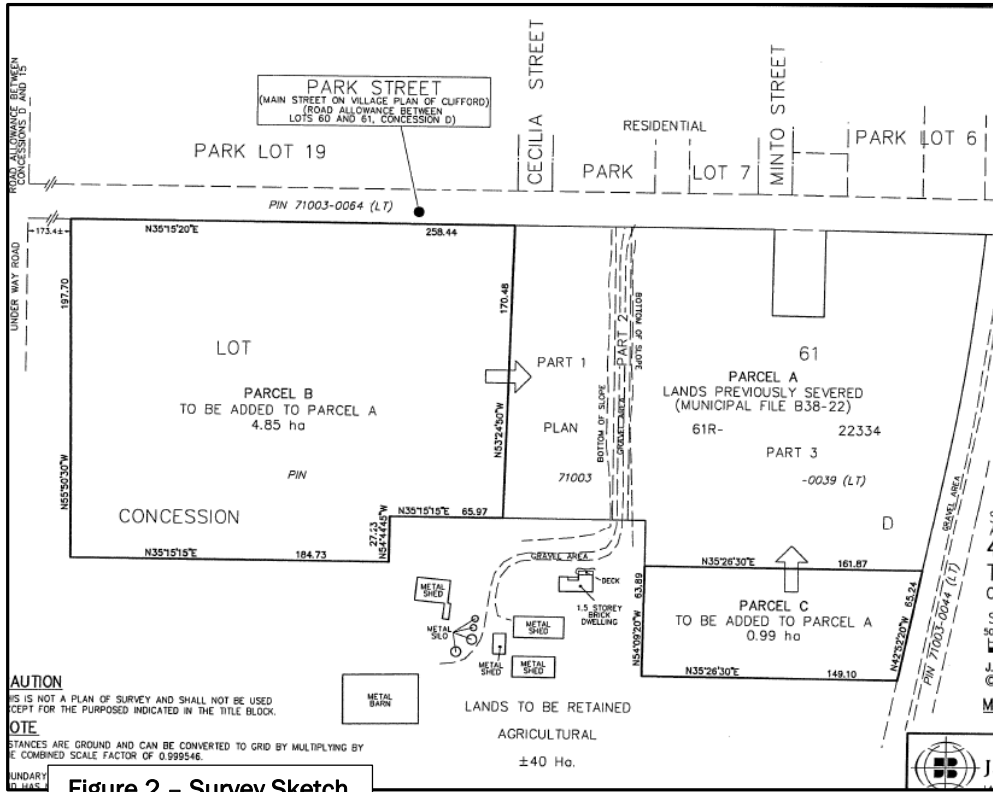 ROAD ALLOWANCE BETWEEN
CONCESSIONS D AND 15
PARK STREET
(MAIN STREET ON VILLAGE PLAN OF CLIFFORD)
(ROAD ALLOWANCE BETWEEN
LOTS 60 AND 61, CONCESSION D)
CECILIA STREET
MINTO STREET
RESIDENTIAL
PARK LOT 19
PARK
LOT 7
PARK LOT 6
PIN 71003-0064 (LT)
173.4±
N35°15'20"E
258.44
UNDER WAY ROAD
197.70
N55°50'30"W
170.48
N53°24'50"W
LOT
PARCEL B
TO BE ADDED TO PARCEL A
4.85 ha
PIN
CONCESSION
N35°15'15"E
184.73
27.23
N54°44'45"W
N35°15'15"E 65.97
PART 1
PLAN
71003
BOTTOM OF SLOPE
PART 2
GRAVEL AREA
BOTTOM OF SLOPE
61
PARCEL A
LANDS PREVIOUSLY SEVERED
(MUNICIPAL FILE B38-22)
61R-
22334
PART 3
-0039 (LT)
D
GRAVEL AREA
PIN 71003-0044 (LT)
N35°26'30"E
161.87
63.89
N54°09'20"W
PARCEL C
TO BE ADDED TO PARCEL A
0.99 ha
65.24
N42°52'20"W
N35°26'30"E
149.10
GRAVEL AREA
DECK
1.5 STOREY
BRICK
DWELLING
METAL
SHED
METAL
SILO
METAL
SHED
METAL
SHED
METAL
SHED
METAL
BARN
LANDS TO BE RETAINED
AGRICULTURAL
±40 Ha.
AUTION
HIS IS NOT A PLAN OF SURVEY AND SHALL NOT BE USED
XCEPT FOR THE PURPOSED INDICATED IN THE TITLE BLOCK.
OTE
STANCES ARE GROUND AND CAN BE CONVERTED TO GRID BY MULTIPLYING BY
E COMBINED SCALE FACTOR OF 0.999546.
UNDARY
Figure 2 – Survey Sketch